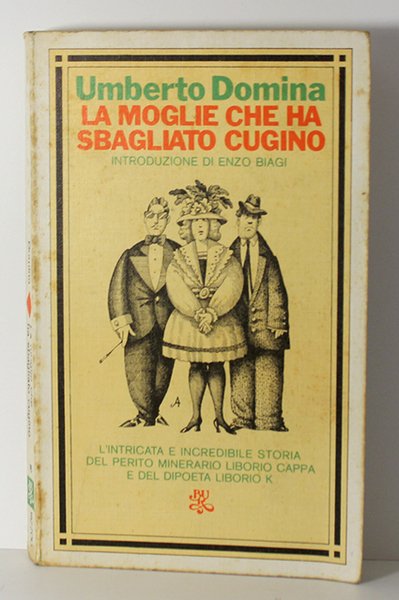 Umberto Domina
LA MOGLIE CHE HA
SBAGLIATO CUGINO
INTRODUZIONE DI ENZO BIAGI
L'INTRICATA E INCREDIBILE STORIA
DEL PERITO MINERARIO LIBORIO CAPPA
E DEL DIPOETA LIBORIO K
BUR